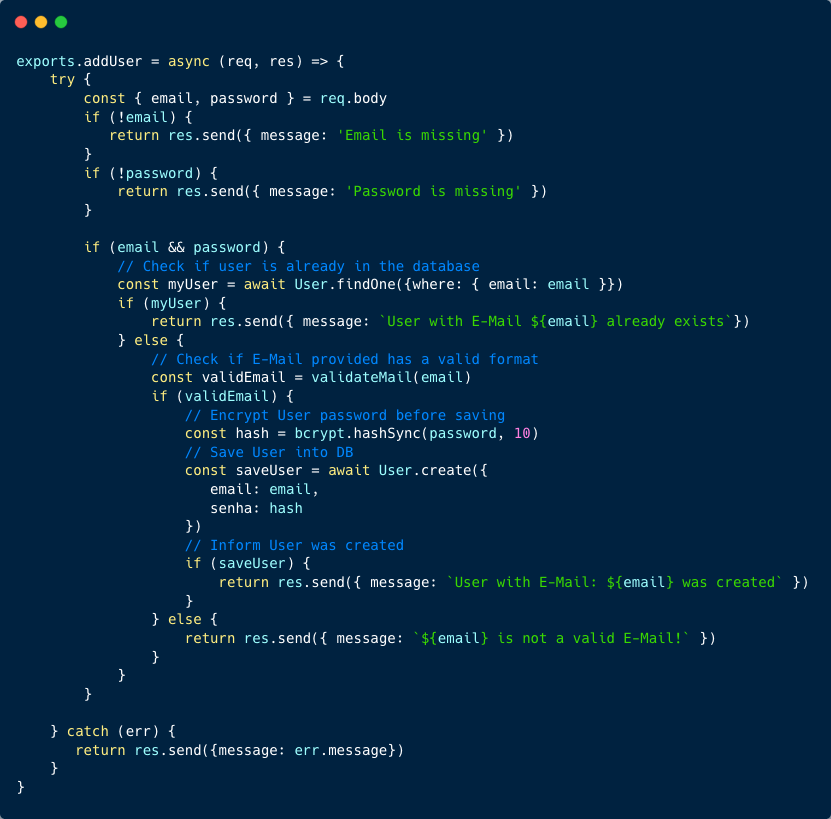 exports.addUser = async (req, res) => {
    try {
        const { email, password } = req.body
        if (!email) {
           return res.send({ message: 'Email is missing' })
        }
        if (!password) {
            return res.send({ message: 'Password is missing' })
        }

        if (email && password) {
            // Check if user is already in the database
            const myUser = await User.findOne({where: { email: email }})
            if (myUser) {
                return res.send({ message: `User with E-Mail ${email} already exists`})
            } else {
                // Check if E-Mail provided has a valid format
                const validEmail = validateMail(email)
                if (validEmail) {
                    // Encrypt User password before saving
                    const hash = bcrypt.hashSync(password, 10)
                    // Save User into DB
                    const saveUser = await User.create({
                       email: email,
                       senha: hash
                    })
                    // Inform User was created
                    if (saveUser) {
                        return res.send({ message: `User with E-Mail: ${email} was created` })
                    }
                } else {
                    return res.send({ message: `${email} is not a valid E-Mail!` })
                }
            }
        }

    } catch (err) {
       return res.send({message: err.message})
    }
}